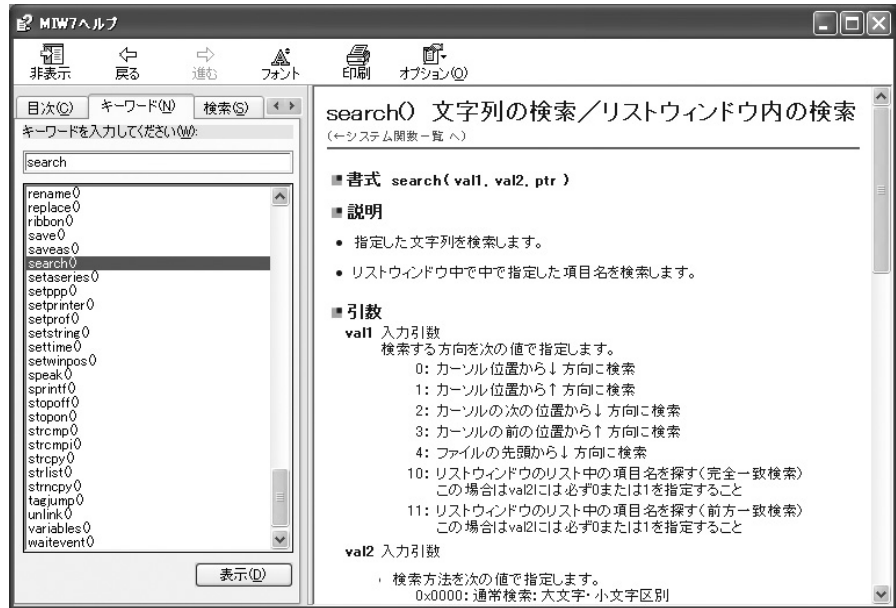 MIW7ヘルプ
非表示 戻る 進む フォント 印刷 オプション(O)
目次(C) キーワード(N) 検索(S)
キーワードを入力してください(W):
search
rename()
replace()
ribbon()
save()
saveas()
search()
setaseries()
setppp()
setprinter()
setprof()
setstring()
settime()
setwinpos()
speak()
sprintf()
stopoff()
stopon()
strcmp()
strcmpi()
strcpy()
strlist()
strncpy()
tagjump()
unlink()
variables()
waitevent()
表示(D)
search() 文字列の検索／リストウィンドウ内の検索
(←システム関数一覧 へ)
書式 search( val1, val2, ptr )
説明
• 指定した文字列を検索します。
• リストウィンドウ中で中で指定した項目名を検索します。
引数
val1 入力引数
検索する方向を次の値で指定します。
0: カーソル位置から↓方向に検索
1: カーソル位置から↑方向に検索
2: カーソルの次の位置から↓方向に検索
3: カーソルの前の位置から↑方向に検索
4: ファイルの先頭から↓方向に検索
10: リストウィンドウのリスト中の項目名を探す(完全一致検索)
この場合はval2には必ず0または1を指定すること
11: リストウィンドウのリスト中の項目名を探す(前方一致検索)
この場合はval2には必ず0または1を指定すること
val2 入力引数
検索方法を次の値で指定します。
0x0000: 通常検索: 大文字・小文字区別